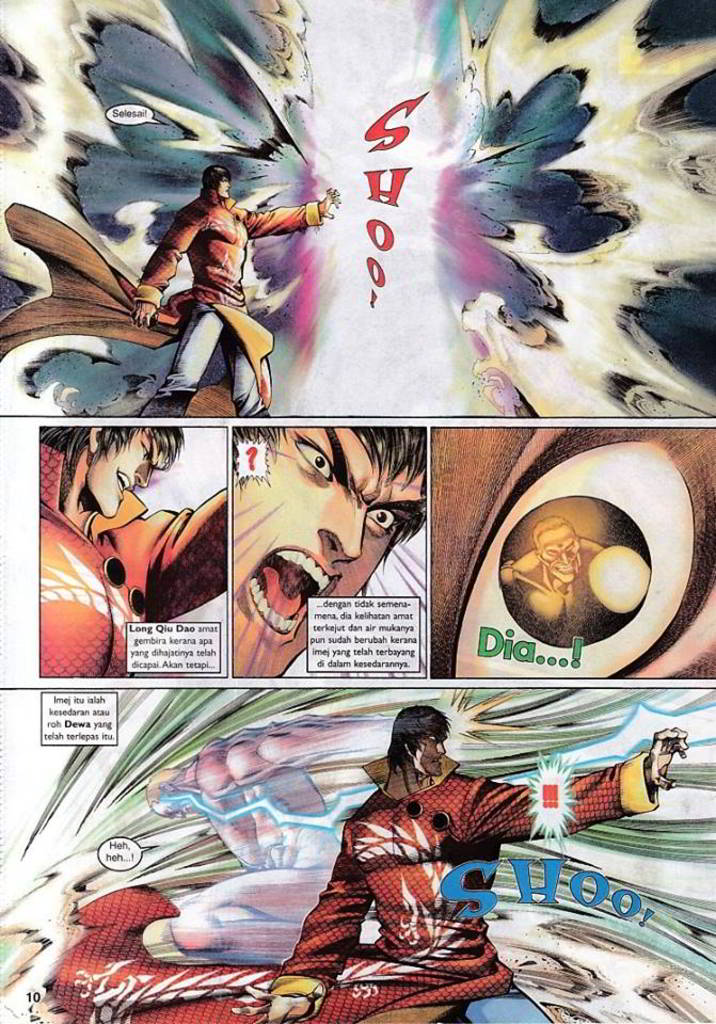 Selesai!
SHOO!
Long Qiu Dao amat
gembira kerana apa
yang dihajatinya telah
dicapai. Akan tetapi...
?
...dengan tidak semena-
mena, dia kelihatan amat
terkejut dan air mukanya
pun sudah berubah kerana
imej yang telah terbayang
di dalam kesedarannya.
Dia....!
Imej itu ialah
kesedaran atau
roh Dewa yang
telah terlepas itu.
!!!
Heh,
heh...!
SHOO!
10